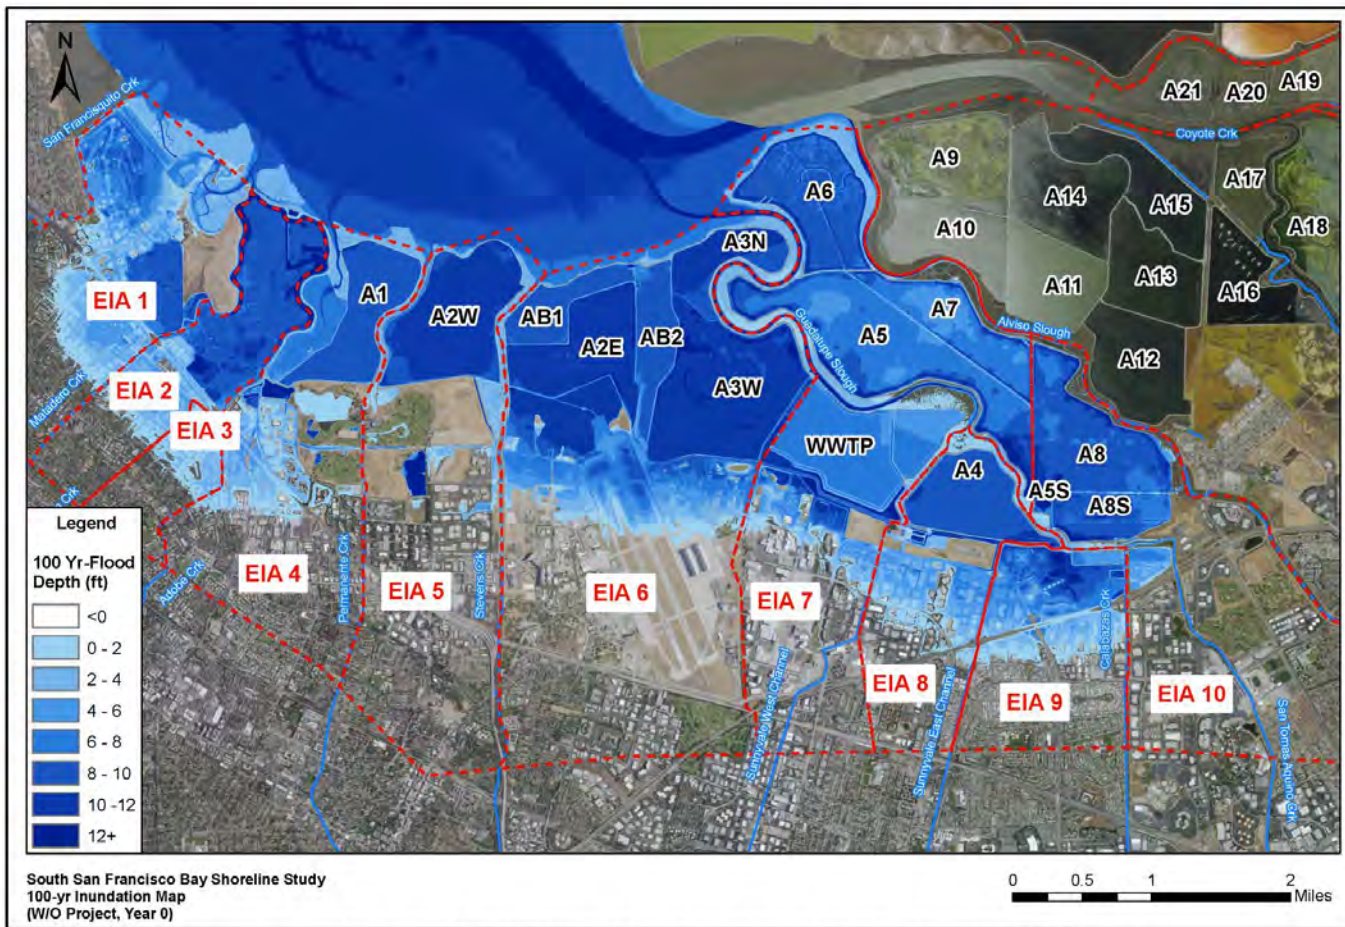 N
San Francisquito Crk
A21
A20
A19
Coyote Crk
A9
A6
A14
A17
A15
A10
A18
A3N
A13
A11
A16
EIA 1
A1
A2W
AB1
A7
Alviso Slough
A2E
AB2
A5
Guadalupe Slough
A12
Matadero Crk
EIA 2
A3W
EIA 3
WWTP
A8
A4
A5S
A8S
Legend
100 Yr-Flood
Depth (ft)
<0
0 - 2
2 - 4
4 - 6
6 - 8
8 - 10
10 -12
12+
Adobe Crk
EIA 4
Permanente Crk
EIA 5
Stevens Crk
EIA 6
EIA 7
Sunnyvale West Channel
EIA 8
Sunnyvale East Channel
EIA 9
Calabazas Crk
EIA 10
San Tomas Aquino Crk
South San Francisco Bay Shoreline Study
100-yr Inundation Map
(W/O Project, Year 0)
0 0.5 1 2
Miles